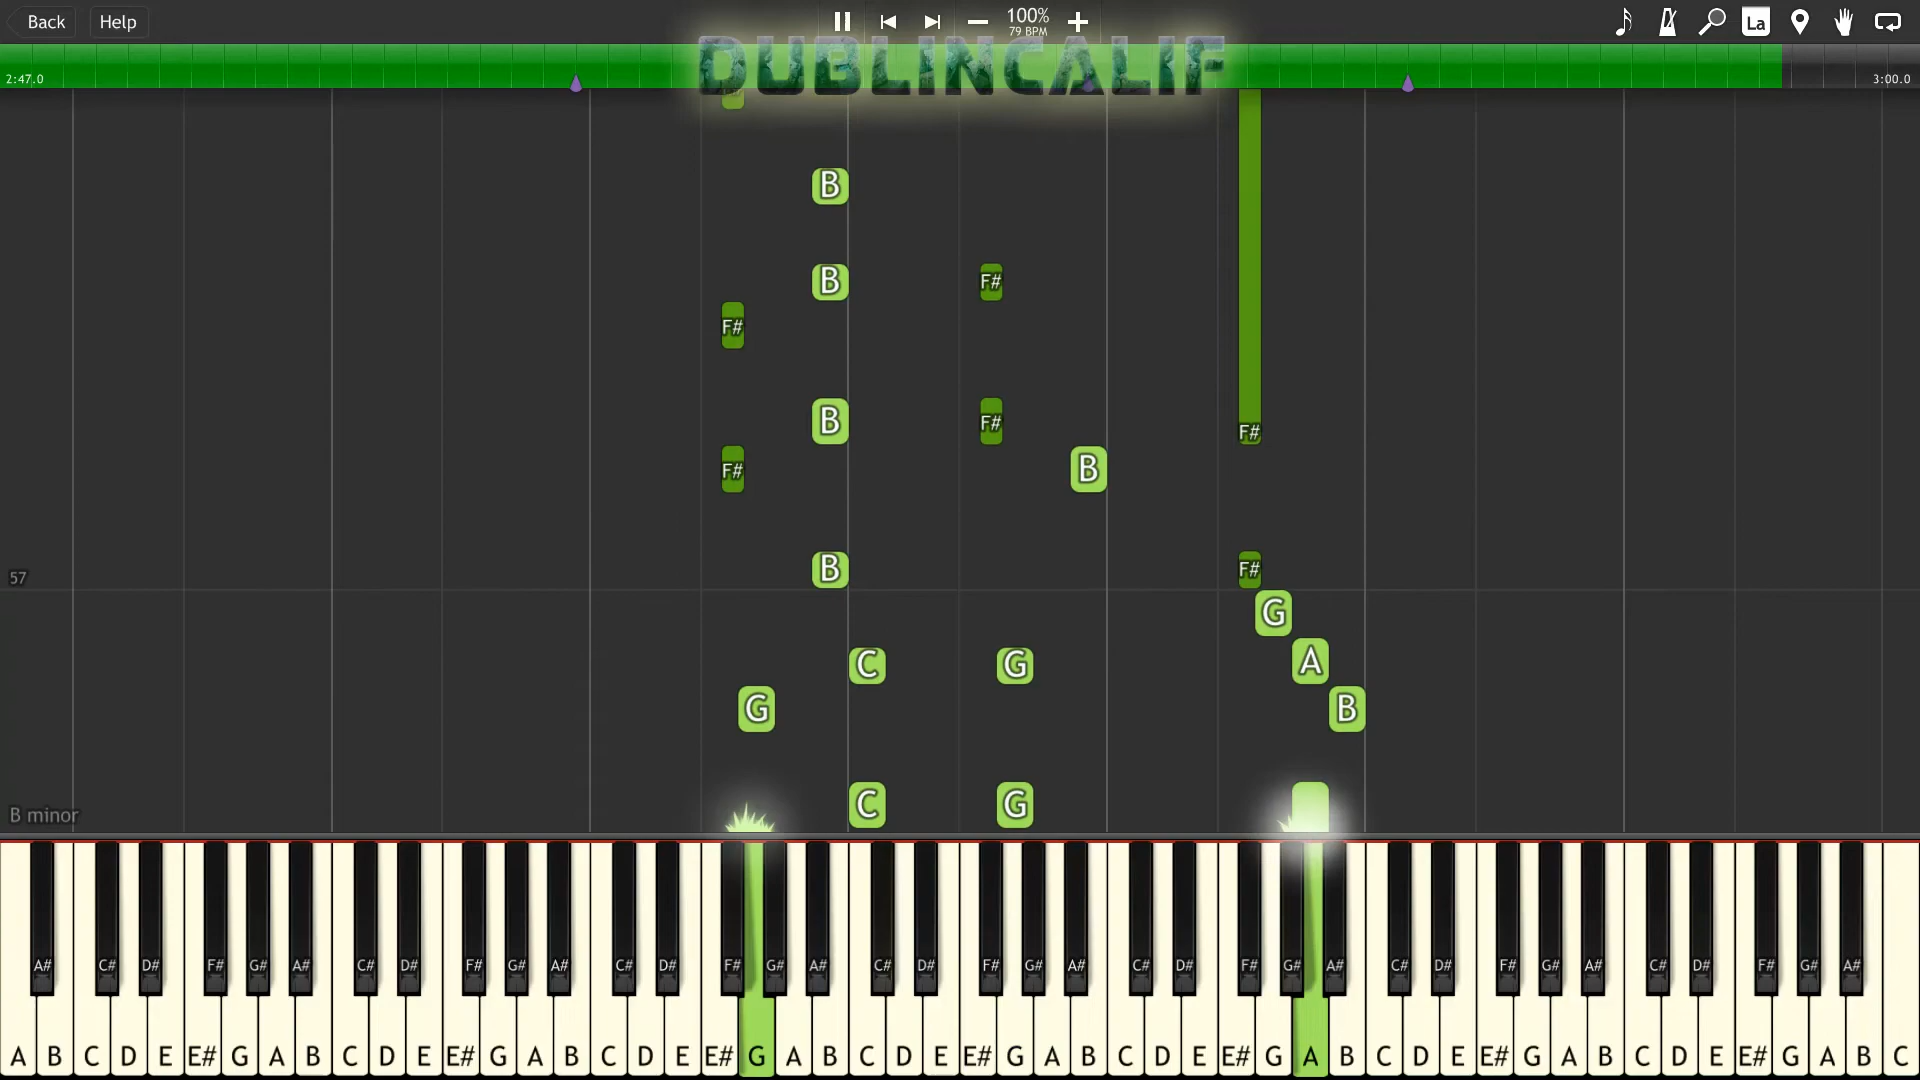 Back Help 100% La
79 BPM
DUBLINCALIF
2:47.0 3:00.0
B
B F#
F#
B F#
F#
F# B
B F#
57
G
C G A
G B
C G
B minor
A# C# D# F# G# A# C# D# F# G# A# C# D# F# G# A# C# D# F# G# A# C# D# F# G# A# C# D# F# G# A# C# D# F# G# A#
A B C D E E# G A B C D E E# G A B C D E E# G A B C D E E# G A B C D E E# G A B C D E E# G A B C D E E# G A B C